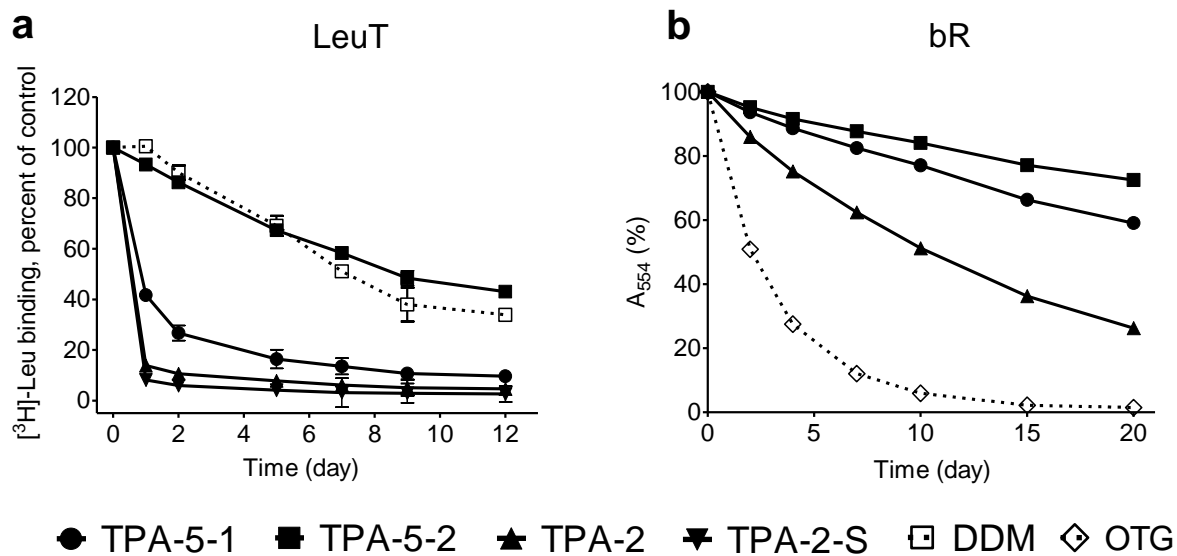 a
LeuT
[³H]-Leu binding, percent of control
120
100
80
60
40
20
0
0 2 4 6 8 10 12
Time (day)
b
bR
A₅₅₄ (%)
100
80
60
40
20
0
0 5 10 15 20
Time (day)
TPA-5-1 TPA-5-2 TPA-2 TPA-2-S DDM OTG